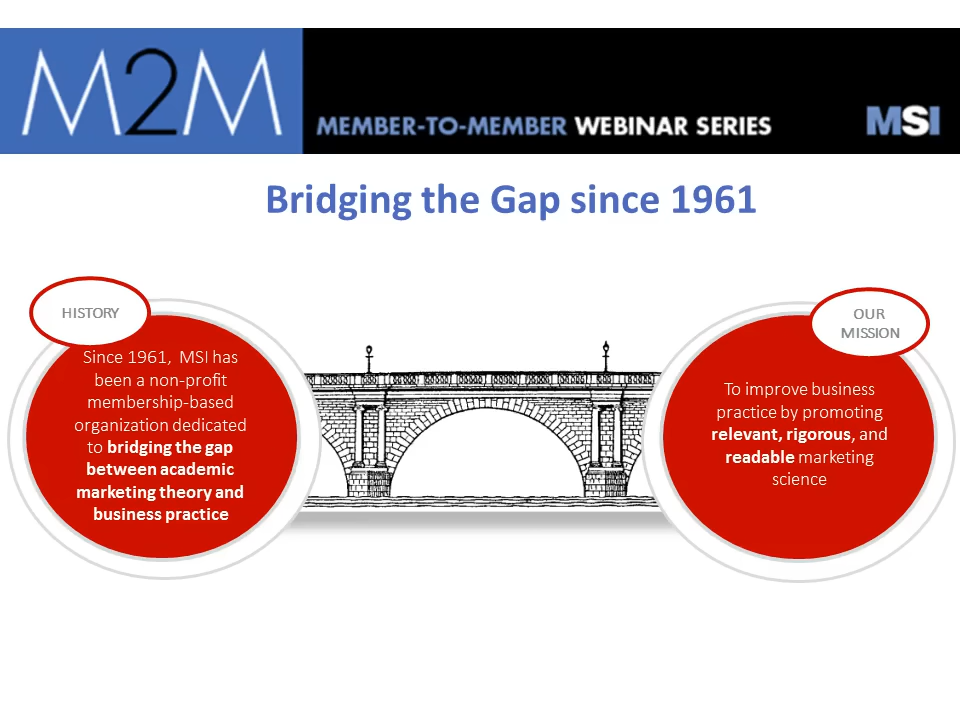 M2M
MEMBER-TO-MEMBER WEBINAR SERIES
MSI
Bridging the Gap since 1961
HISTORY
Since 1961, MSI has
been a non-profit
membership-based
organization dedicated
to bridging the gap
between academic
marketing theory and
business practice
OUR
MISSION
To improve business
practice by promoting
relevant, rigorous, and
readable marketing
science